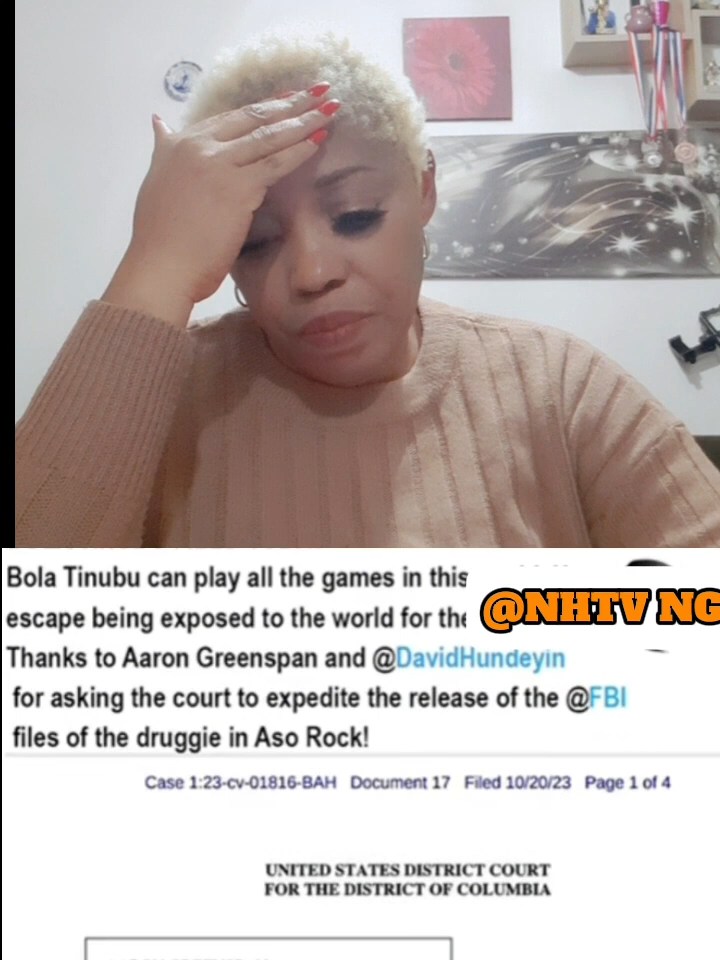 Bola Tinubu can play all the games in this
escape being exposed to the world for the
@NHTV NG
Thanks to Aaron Greenspan and @DavidHundeyin
for asking the court to expedite the release of the @FBI
files of the druggie in Aso Rock!
Case 1:23-cv-01816-BAH Document 17 Filed 10/20/23 Page 1 of 4
UNITED STATES DISTRICT COURT
FOR THE DISTRICT OF COLUMBIA